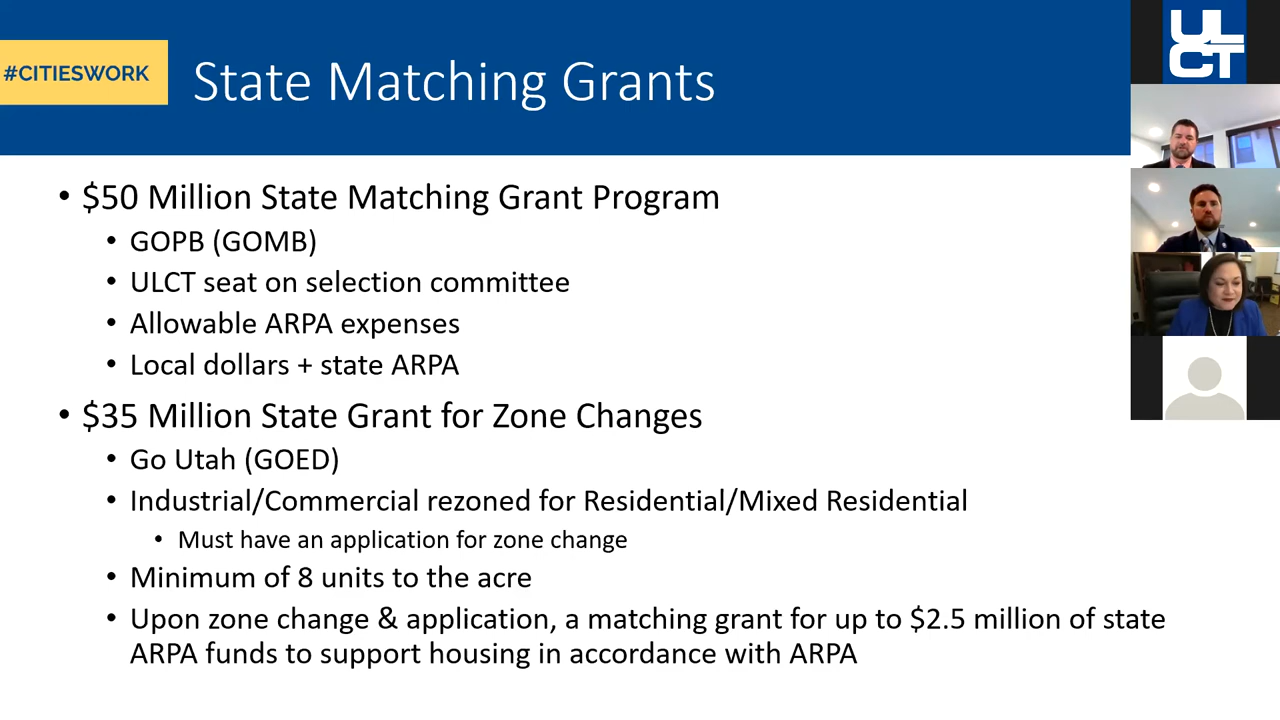 #CITIESWORK
State Matching Grants
ULCT
• $50 Million State Matching Grant Program
• GOPB (GOMB)
• ULCT seat on selection committee
• Allowable ARPA expenses
• Local dollars + state ARPA
• $35 Million State Grant for Zone Changes
• Go Utah (GOED)
• Industrial/Commercial rezoned for Residential/Mixed Residential
• Must have an application for zone change
• Minimum of 8 units to the acre
• Upon zone change & application, a matching grant for up to $2.5 million of state
ARPA funds to support housing in accordance with ARPA